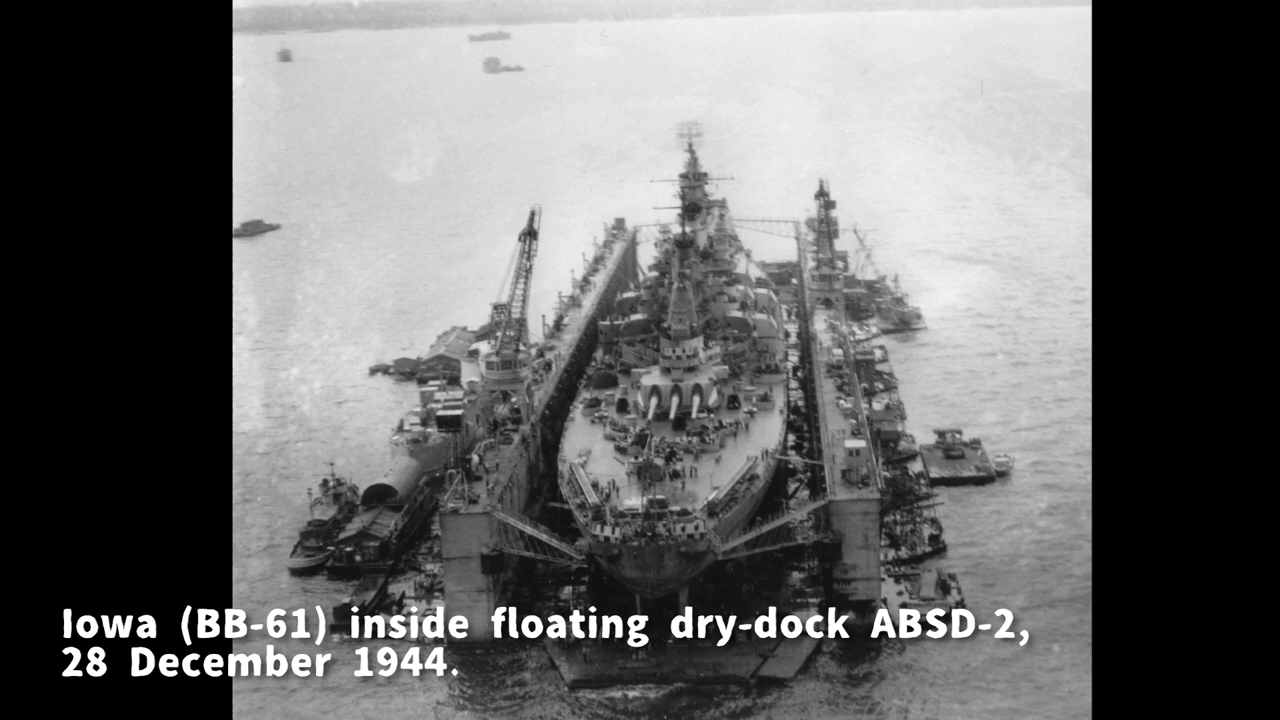 Iowa (BB-61) inside floating dry-dock ABSD-2,
28 December 1944.